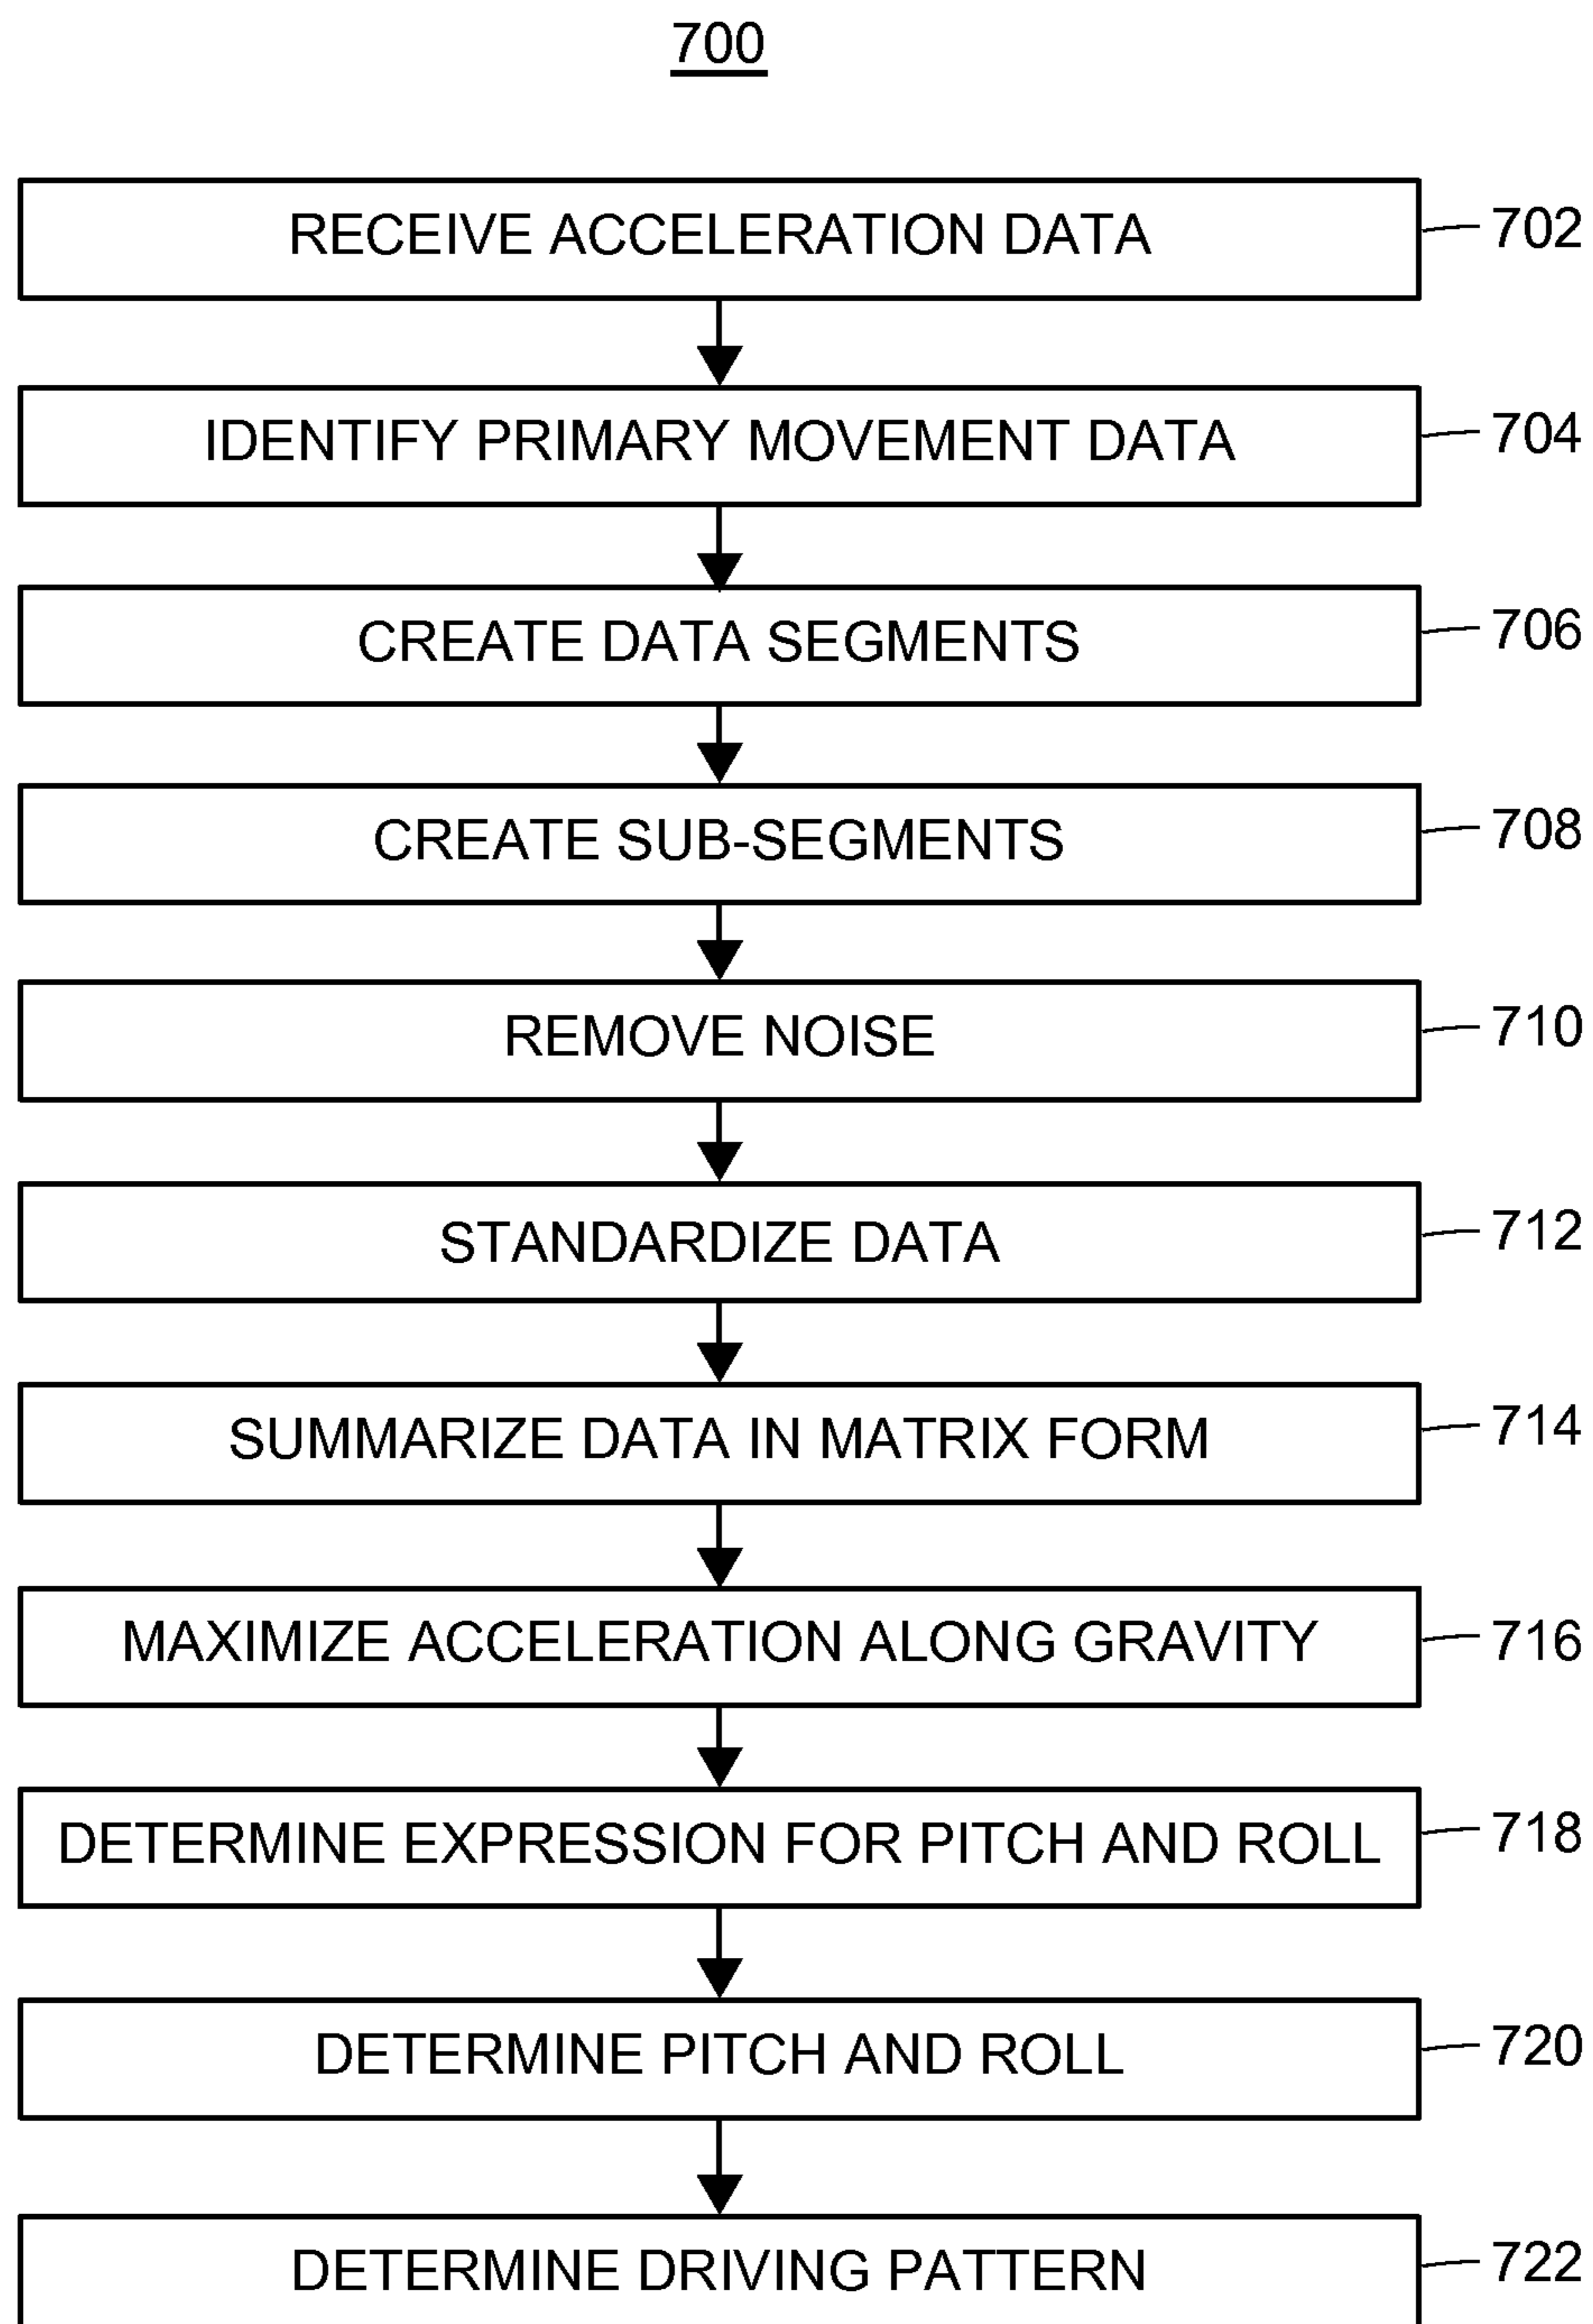 700
RECEIVE ACCELERATION DATA 702
IDENTIFY PRIMARY MOVEMENT DATA 704
CREATE DATA SEGMENTS 706
CREATE SUB-SEGMENTS 708
REMOVE NOISE 710
STANDARDIZE DATA 712
SUMMARIZE DATA IN MATRIX FORM 714
MAXIMIZE ACCELERATION ALONG GRAVITY 716
DETERMINE EXPRESSION FOR PITCH AND ROLL 718
DETERMINE PITCH AND ROLL 720
DETERMINE DRIVING PATTERN 722